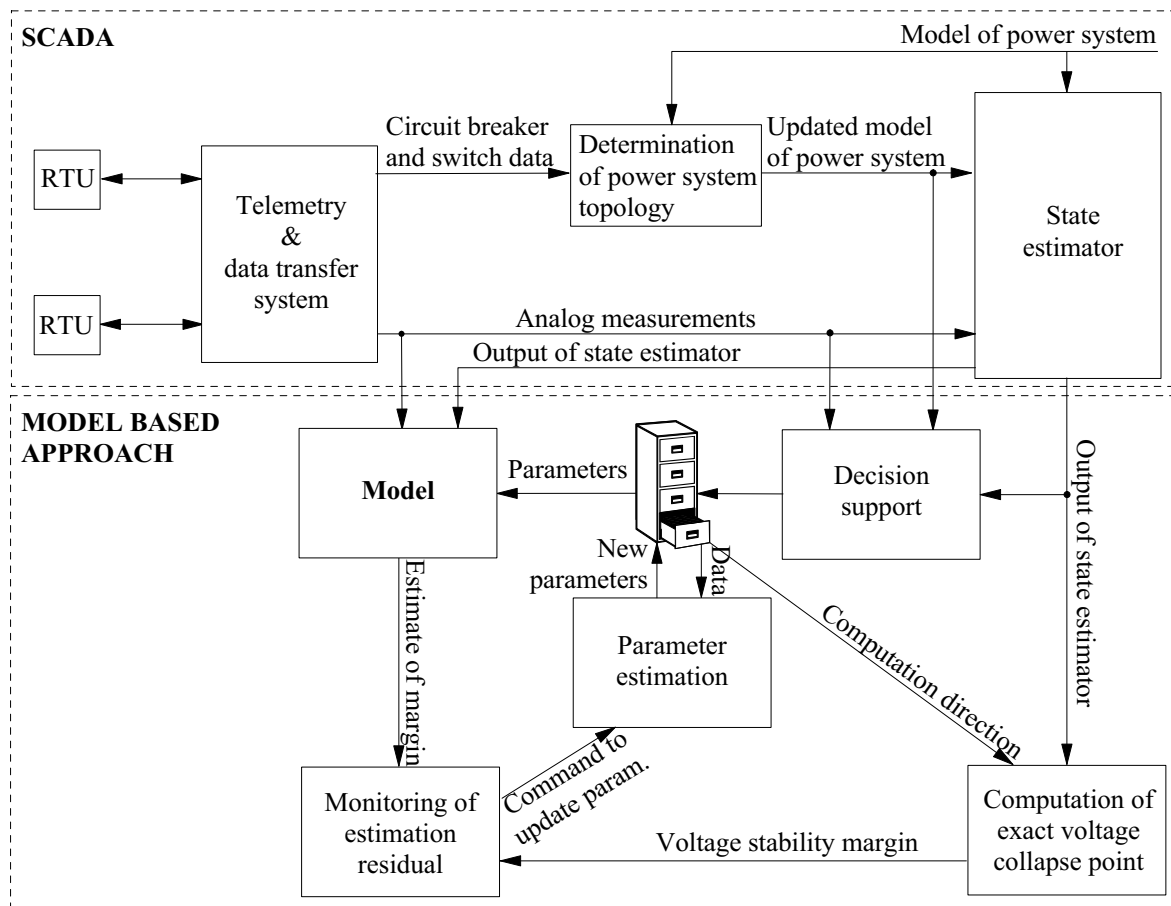 SCADA
Model of power system
Circuit breaker
and switch data
Determination
of power system
topology
Updated model
of power system
RTU
Telemetry
&
data transfer
system
State
estimator
RTU
Analog measurements
Output of state estimator
MODEL BASED
APPROACH
Model
Parameters
Decision
support
Output of state estimator
New
parameters
Data
Estimate of margin
Parameter
estimation
Computation direction
Command to
update param.
Monitoring of
estimation
residual
Voltage stability margin
Computation of
exact voltage
collapse point